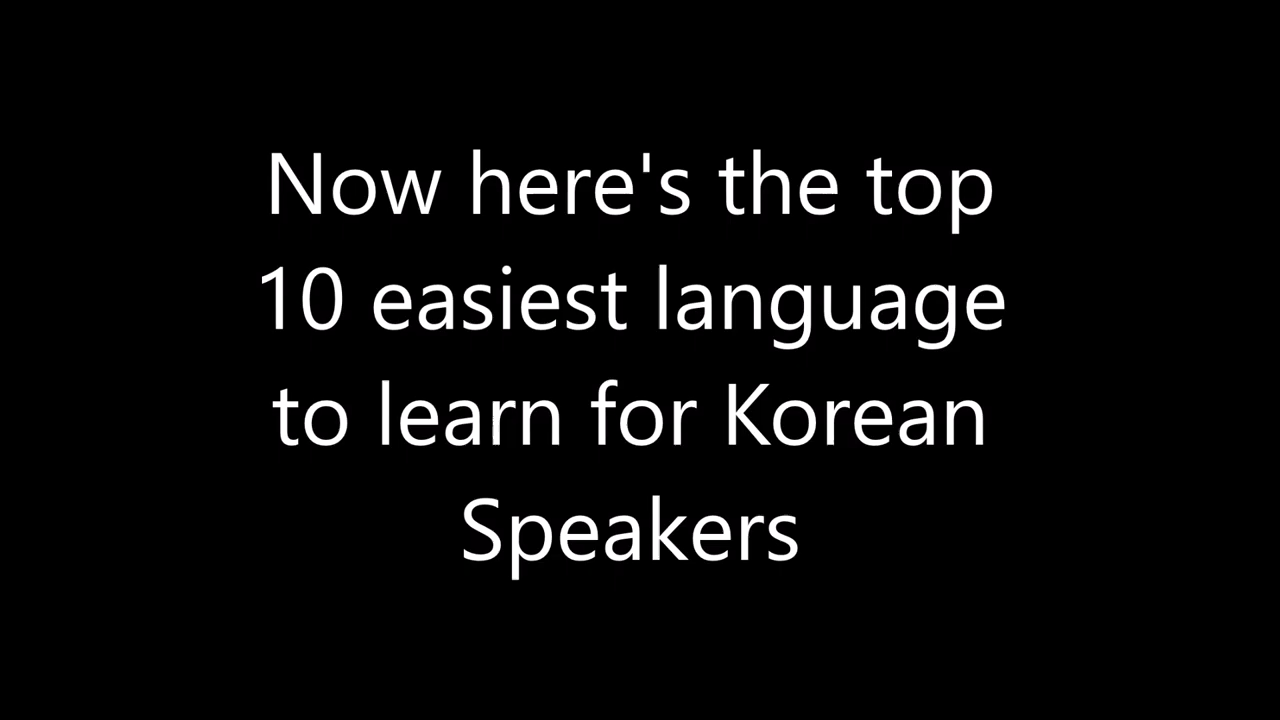 Now here's the top
10 easiest language
to learn for Korean
Speakers